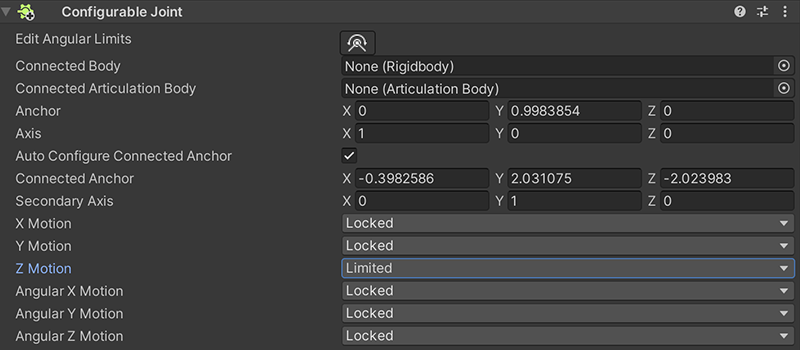 Configurable Joint
Edit Angular Limits
Connected Body None (Rigidbody)
Connected Articulation Body None (Articulation Body)
Anchor X 0 Y 0.9983854 Z 0
Axis X 1 Y 0 Z 0
Auto Configure Connected Anchor
Connected Anchor X -0.3982586 Y 2.031075 Z -2.023983
Secondary Axis X 0 Y 1 Z 0
X Motion Locked
Y Motion Locked
Z Motion Limited
Angular X Motion Locked
Angular Y Motion Locked
Angular Z Motion Locked